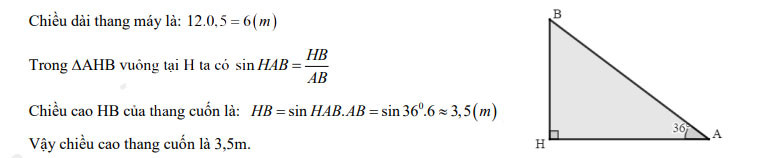 Chiều dài thang máy là: 12.0,5 = 6(m)
Trong ΔAHB vuông tại H ta có sin HAB = HB/AB
Chiều cao HB của thang cuốn là: HB = sin HAB.AB = sin 36⁰.6 ≈ 3,5(m)
Vậy chiều cao thang cuốn là 3,5m.
B
36
A
H